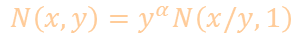 N(x, y) = y^α N(x/y, 1)